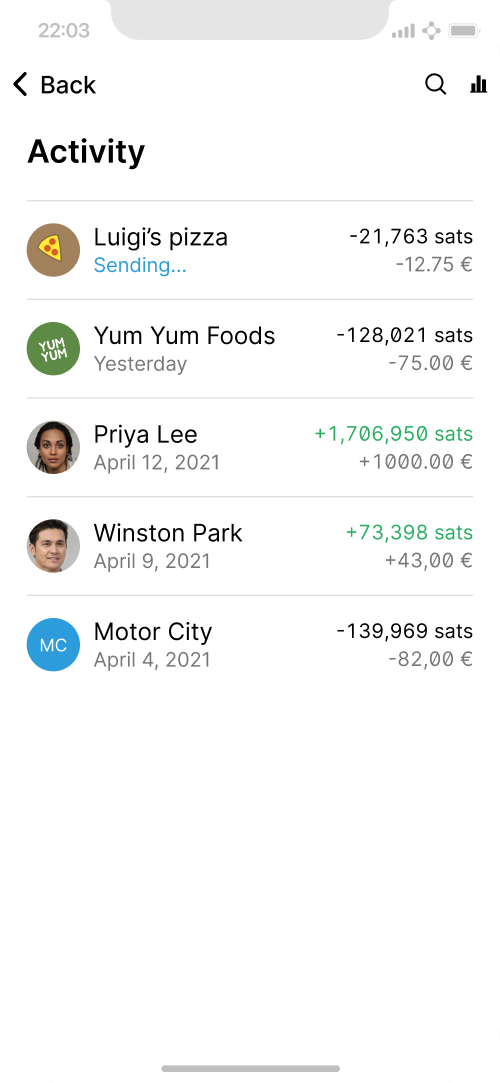 22:03
Back
Activity
Luigi’s pizza
-21,763 sats
Sending...
-12.75 €
YUM
YUM
Yum Yum Foods
-128,021 sats
Yesterday
-75.00 €
Priya Lee
+1,706,950 sats
April 12, 2021
+1000.00 €
Winston Park
+73,398 sats
April 9, 2021
+43,00 €
MC
Motor City
-139,969 sats
April 4, 2021
-82,00 €